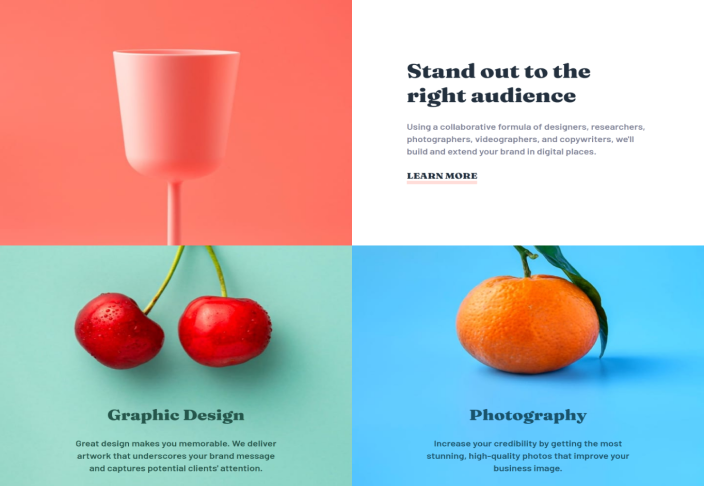 Stand out to the
right audience
Using a collaborative formula of designers, researchers,
photographers, videographers, and copywriters, we'll
build and extend your brand in digital places.
LEARN MORE
Graphic Design
Great design makes you memorable. We deliver
artwork that underscores your brand message
and captures potential clients' attention.
Photography
Increase your credibility by getting the most
stunning, high-quality photos that improve your
business image.